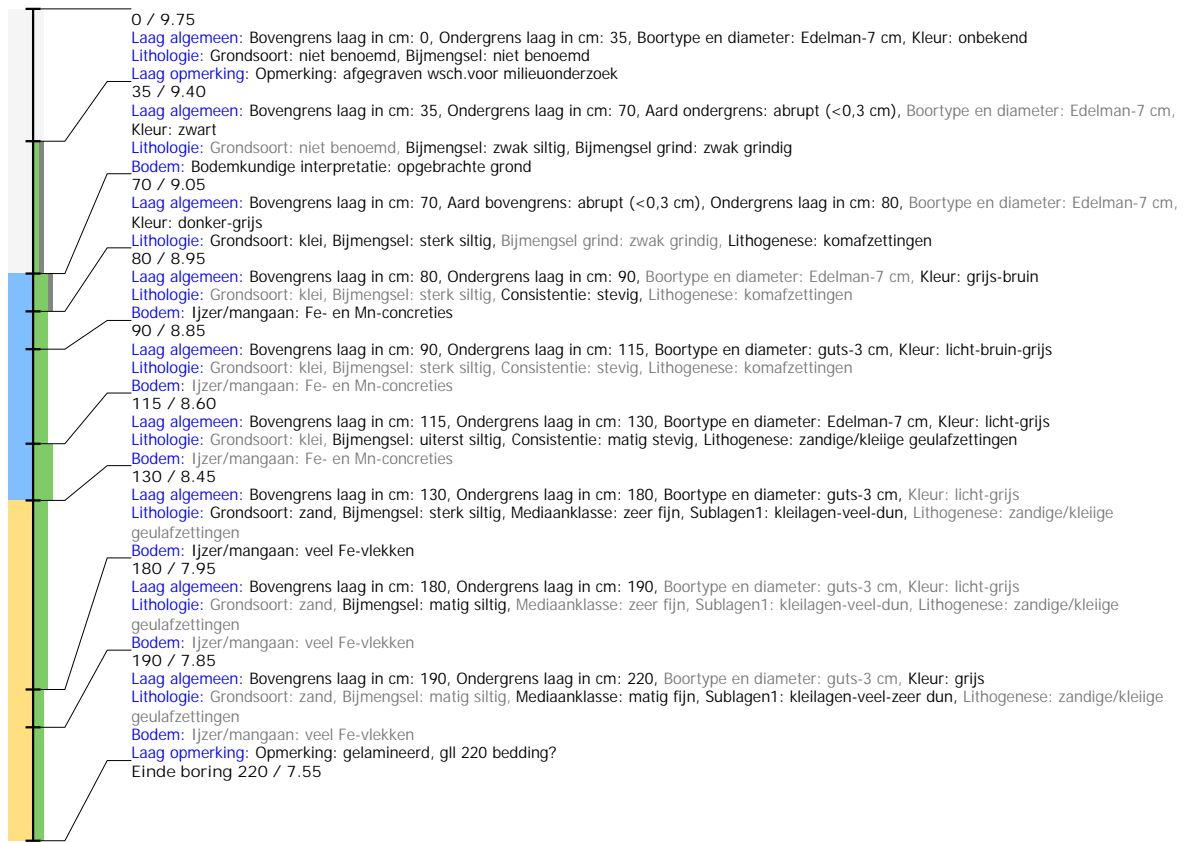 0 / 9.75
Laag algemeen: Bovengrens laag in cm: 0, Ondergrens laag in cm: 35, Boortype en diameter: Edelman-7 cm, Kleur: onbekend
Lithologie: Grondsoort: niet benoemd, Bijmengsel: niet benoemd
Laag opmerking: Opmerking: afgegraven wsch.voor milieuonderzoek
35 / 9.40
Laag algemeen: Bovengrens laag in cm: 35, Ondergrens laag in cm: 70, Aard ondergrens: abrupt (<0,3 cm), Boortype en diameter: Edelman-7 cm,
Kleur: zwart
Lithologie: Grondsoort: niet benoemd, Bijmengsel: zwak siltig, Bijmengsel grind: zwak grindig
Bodem: Bodemkundige interpretatie: opgebrachte grond
70 / 9.05
Laag algemeen: Bovengrens laag in cm: 70, Aard bovengrens: abrupt (<0,3 cm), Ondergrens laag in cm: 80, Boortype en diameter: Edelman-7 cm,
Kleur: donker-grijs
Lithologie: Grondsoort: klei, Bijmengsel: sterk siltig, Bijmengsel grind: zwak grindig, Lithogenese: komafzettingen
80 / 8.95
Laag algemeen: Bovengrens laag in cm: 80, Ondergrens laag in cm: 90, Boortype en diameter: Edelman-7 cm, Kleur: grijs-bruin
Lithologie: Grondsoort: klei, Bijmengsel: sterk siltig, Consistentie: stevig, Lithogenese: komafzettingen
Bodem: Ijzer/mangaan: Fe- en Mn-concreties
90 / 8.85
Laag algemeen: Bovengrens laag in cm: 90, Ondergrens laag in cm: 115, Boortype en diameter: guts-3 cm, Kleur: licht-bruin-grijs
Lithologie: Grondsoort: klei, Bijmengsel: sterk siltig, Consistentie: stevig, Lithogenese: komafzettingen
Bodem: Ijzer/mangaan: Fe- en Mn-concreties
115 / 8.60
Laag algemeen: Bovengrens laag in cm: 115, Ondergrens laag in cm: 130, Boortype en diameter: Edelman-7 cm, Kleur: licht-grijs
Lithologie: Grondsoort: klei, Bijmengsel: uiterst siltig, Consistentie: matig stevig, Lithogenese: zandige/kleiige geulafzettingen
Bodem: Ijzer/mangaan: Fe- en Mn-concreties
130 / 8.45
Laag algemeen: Bovengrens laag in cm: 130, Ondergrens laag in cm: 180, Boortype en diameter: guts-3 cm, Kleur: licht-grijs
Lithologie: Grondsoort: zand, Bijmengsel: sterk siltig, Mediaanklasse: zeer fijn, Sublagen1: kleilagen-veel-dun, Lithogenese: zandige/kleiige
geulafzettingen
Bodem: Ijzer/mangaan: veel Fe-vlekken
180 / 7.95
Laag algemeen: Bovengrens laag in cm: 180, Ondergrens laag in cm: 190, Boortype en diameter: guts-3 cm, Kleur: licht-grijs
Lithologie: Grondsoort: zand, Bijmengsel: matig siltig, Mediaanklasse: zeer fijn, Sublagen1: kleilagen-veel-dun, Lithogenese: zandige/kleiige
geulafzettingen
Bodem: Ijzer/mangaan: veel Fe-vlekken
190 / 7.85
Laag algemeen: Bovengrens laag in cm: 190, Ondergrens laag in cm: 220, Boortype en diameter: guts-3 cm, Kleur: grijs
Lithologie: Grondsoort: zand, Bijmengsel: matig siltig, Mediaanklasse: matig fijn, Sublagen1: kleilagen-veel-zeer dun, Lithogenese: zandige/kleiige
geulafzettingen
Bodem: Ijzer/mangaan: veel Fe-vlekken
Laag opmerking: Opmerking: gelamineerd, gll 220 bedding?
Einde boring 220 / 7.55